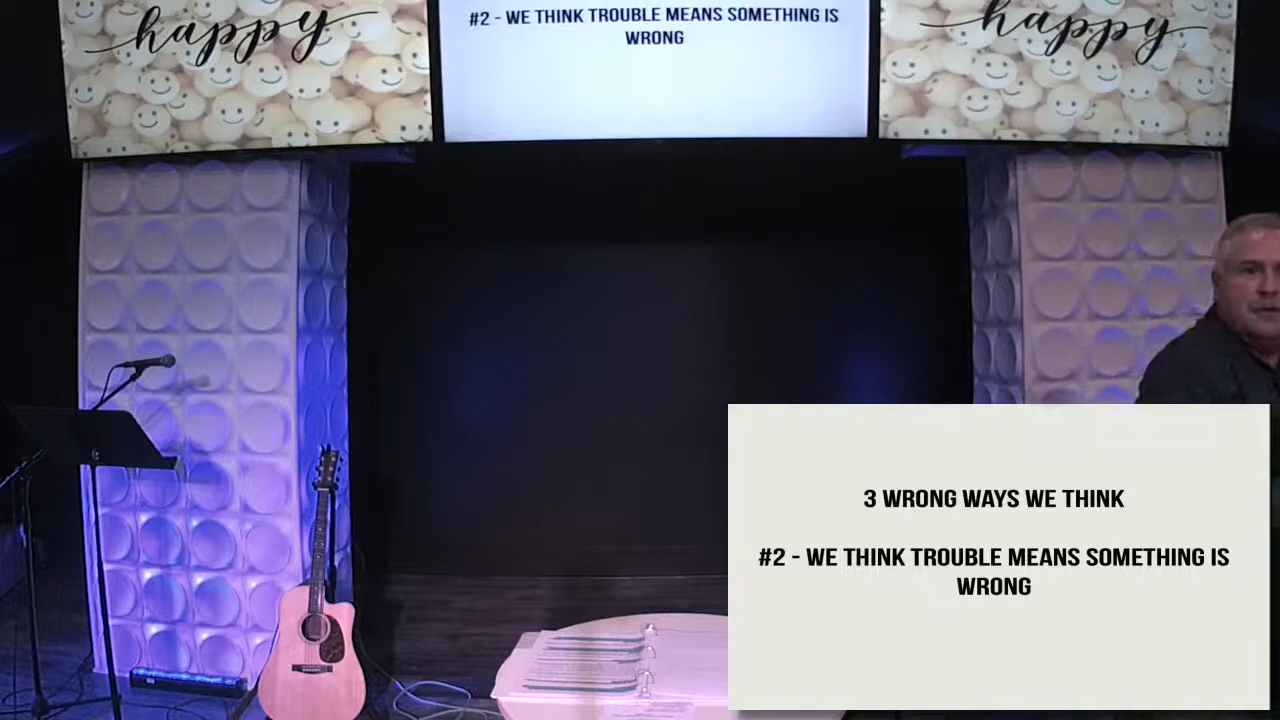 happy
#2 - WE THINK TROUBLE MEANS SOMETHING IS
WRONG
happy
3 WRONG WAYS WE THINK
#2 - WE THINK TROUBLE MEANS SOMETHING IS
WRONG